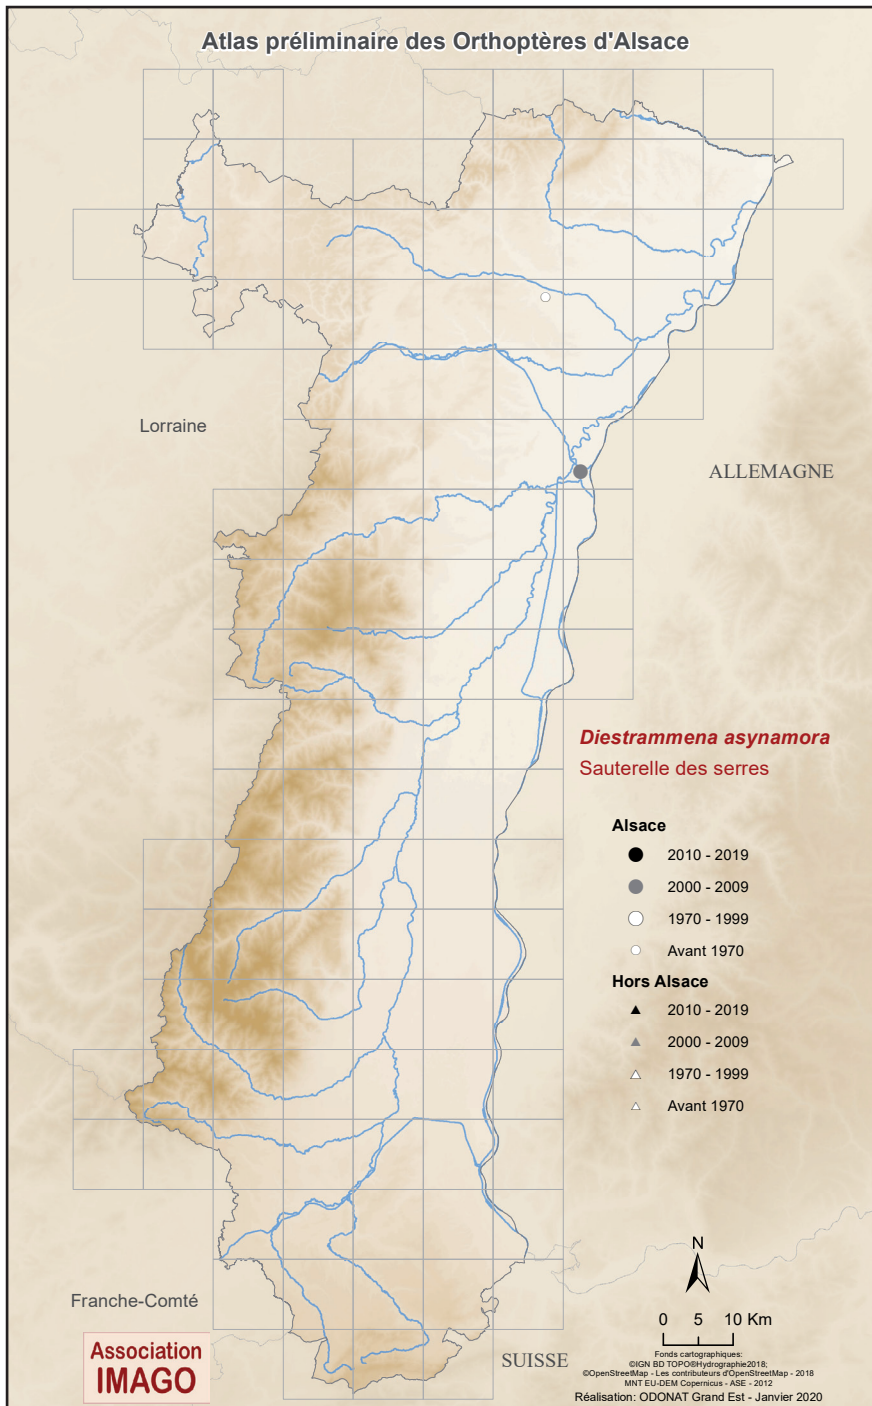 Atlas préliminaire des Orthoptères d'Alsace
Lorraine
ALLEMAGNE
Diestrammena asynamora
Sauterelle des serres
Alsace
2010 - 2019
2000 - 2009
1970 - 1999
Avant 1970
Hors Alsace
2010 - 2019
2000 - 2009
1970 - 1999
Avant 1970
N
0 5 10 Km
Franche-Comté
SUISSE
Association
IMAGO
Fonds cartographiques:
©IGN BD TOPO®Hydrographie2018;
©OpenStreetMap - Les contributeurs d'OpenStreetMap - 2018
MNT EU-DEM Copernicus - ASE - 2012
Réalisation: ODONAT Grand Est - Janvier 2020